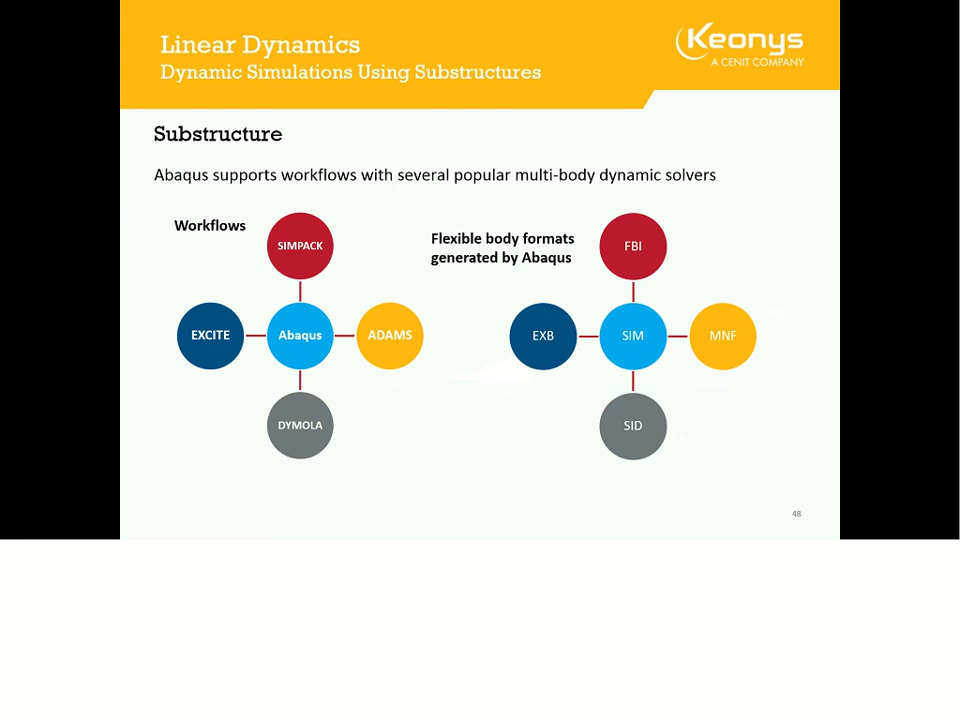 Linear Dynamics
Dynamic Simulations Using Substructures
Keonys
A CENIT COMPANY
Substructure
Abaqus supports workflows with several popular multi-body dynamic solvers
Workflows
SIMPACK
EXCITE
Abaqus
ADAMS
DYMOLA
Flexible body formats
generated by Abaqus
FBI
EXB
SIM
MNF
SID
48